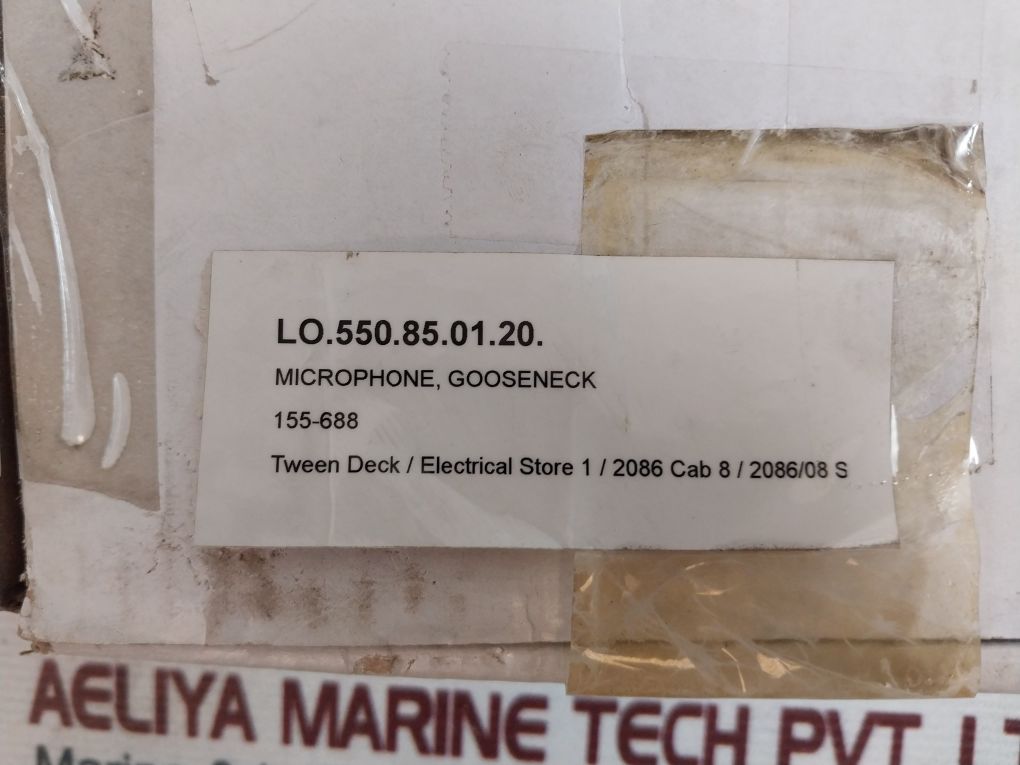 LO.550.85.01.20.
MICROPHONE, GOOSENECK
155-688
Tween Deck / Electrical Store 1 / 2086 Cab 8 / 2086/08 S
AELIYA MARINE TECH PVT